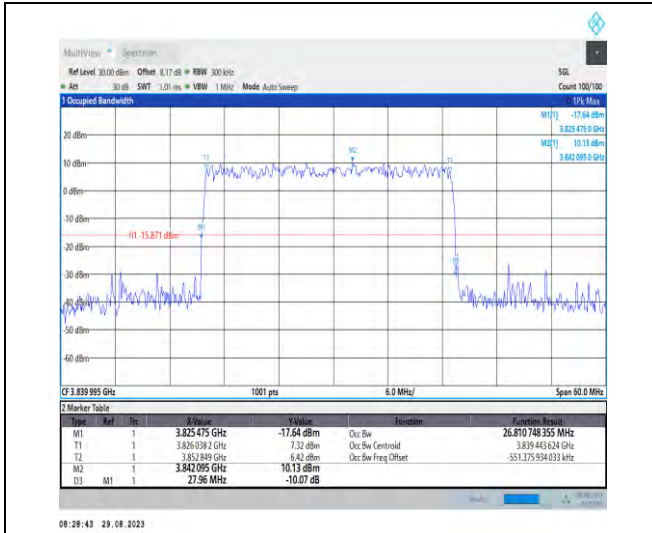 MultiView Spectrum
Ref Level 30.00 dBm Offset 8.17 dB RBW 300 kHz SGL
Att 30 dB SWT 1.01 ms VBW 1 MHz Mode Auto Sweep Count 100/100
1 Occupied Bandwidth 1Pk Max
M1[1] -17.64 dBm
3.825 475 0 GHz
M2[1] 10.13 dBm
3.842 095 0 GHz
20 dBm
M2
T1
10 dBm
0 dBm
-10 dBm
M1
H1 -15.871 dBm
-20 dBm
-30 dBm
-40 dBm
-50 dBm
-60 dBm
CF 3.839 995 GHz 1001 pts 6.0 MHz/ Span 60.0 MHz
2 Marker Table
Type Ref Trc X-Value Y-Value Function Function Result
M1 1 3.825 475 GHz -17.64 dBm Occ Bw 26.810 748 355 MHz
T1 1 3.826 038 2 GHz 7.32 dBm Occ Bw Centroid 3.839 443 624 GHz
T2 1 3.852 849 GHz 6.42 dBm Occ Bw Freq Offset -551.375 934 033 kHz
M2 1 3.842 095 GHz 10.13 dBm
D3 M1 1 27.96 MHz -10.07 dB
08:28:43 29.08.2023